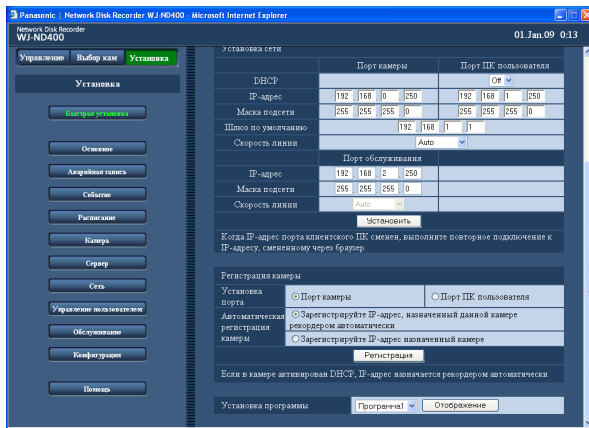 Panasonic | Network Disk Recorder WJ-ND400 - Microsoft Internet Explorer
Network Disk Recorder
WJ-ND400
01.Jan.09 0:13
Управление Выбор кам Установка
Установка
Быстрая установка
Основное
Аварийная запись
Событие
Расписание
Камера
Сервер
Сеть
Управление пользователем
Обслуживание
Конфигурация
Помощь
Установка сети
Порт камеры Порт ПК пользователя
DHCP Off
IP-адрес 192 168 0 250 192 168 1 250
Маска подсети 255 255 255 0 255 255 255 0
Шлюз по умолчанию 192 168 1 1
Скорость линии Auto
Порт обслуживания
IP-адрес 192 168 2 250
Маска подсети 255 255 255 0
Скорость линии Auto
Установить
Когда IP-адрес порта клиентского ПК сменен, выполните повторное подключение к
IP-адресу, смененному через браузер.
Регистрация камеры
Установка порта Порт камеры Порт ПК пользователя
Автоматическая регистрация камеры
Зарегистрируйте IP-адрес, назначенный данной камере
рекордером автоматически
Зарегистрируйте IP-адрес назначенный камере
Регистрация
Если в камере активирован DHCP, IP-адрес назначается рекордером автоматически
Установка программы Программа1 Отображение